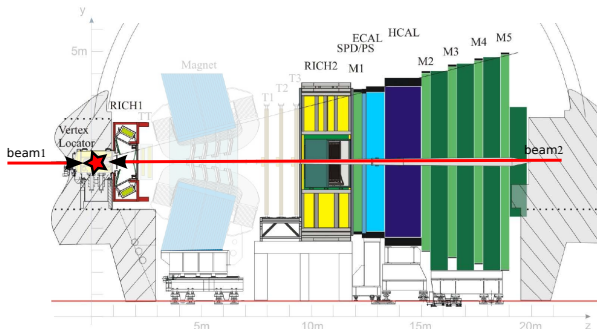 y
5m
Magnet
RICH1
TT
Vertex
Locator
beam1
T1
T2
T3
RICH2
SPD/PS
ECAL
HCAL
M1
M2
M3
M4
M5
beam2
5m
10m
15m
20m
z